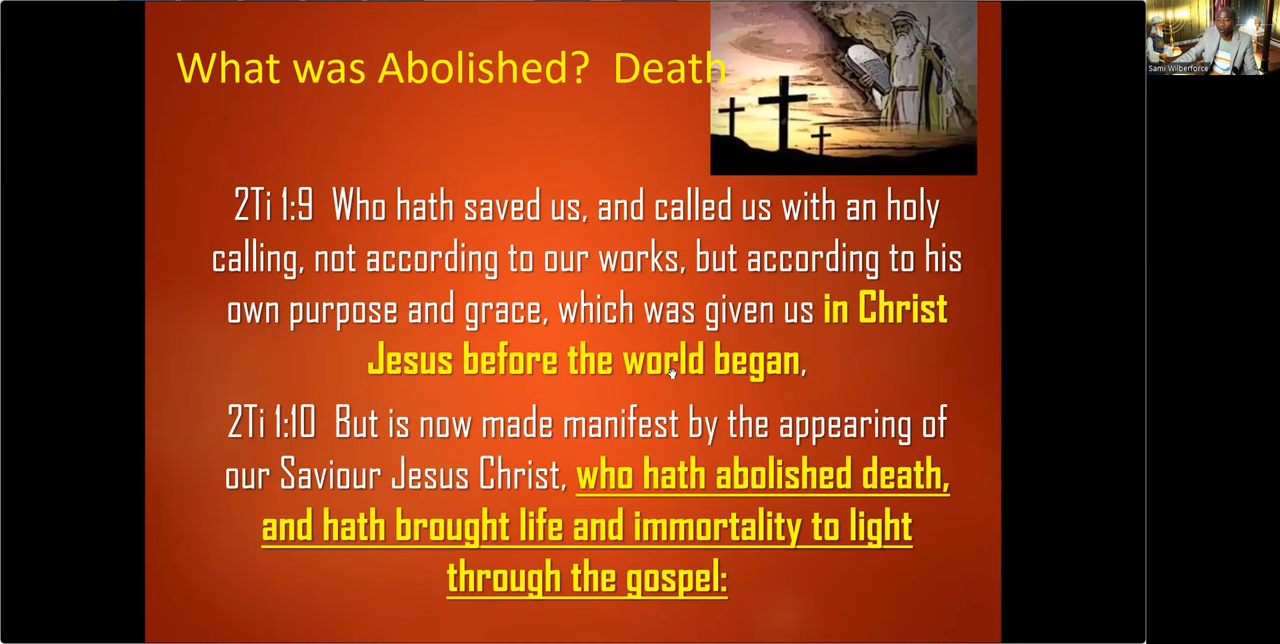 What was Abolished?  Death
Sami Wilberforce
2Ti 1:9  Who hath saved us, and called us with an holy
calling, not according to our works, but according to his
own purpose and grace, which was given us in Christ
Jesus before the world began,
2Ti 1:10  But is now made manifest by the appearing of
our Saviour Jesus Christ, who hath abolished death,
and hath brought life and immortality to light
through the gospel: